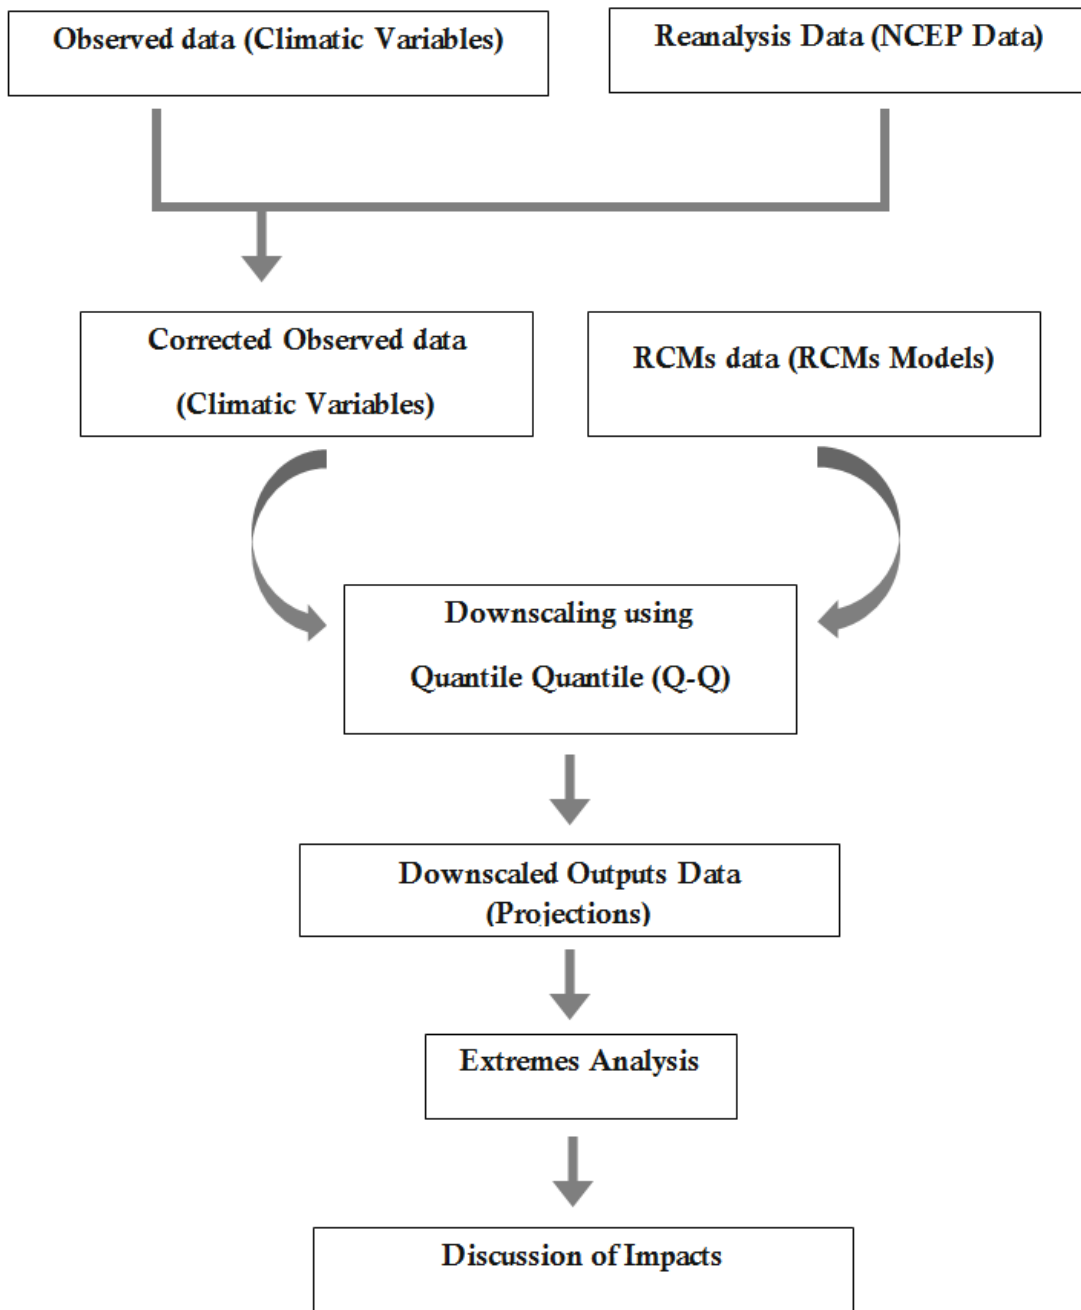 Observed data (Climatic Variables)
Reanalysis Data (NCEP Data)
Corrected Observed data
(Climatic Variables)
RCMs data (RCMs Models)
Downscaling using
Quantile Quantile (Q-Q)
Downscaled Outputs Data
(Projections)
Extremes Analysis
Discussion of Impacts